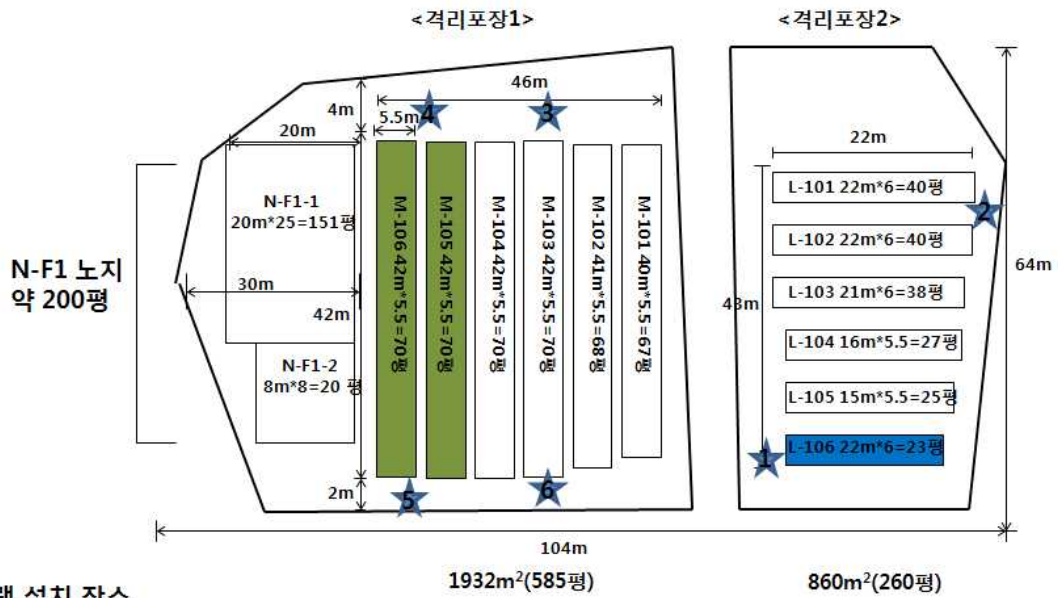 <격리포장1>
<격리포장2>
46m
4m
4
3
5.5m
20m
22m
N-F1-1
20m*25=151평
M-106 42m*5.5=70평
M-105 42m*5.5=70평
M-104 42m*5.5=70평
M-103 42m*5.5=70평
M-102 41m*5.5=68평
M-101 40m*5.5=67평
L-101 22m*6=40평
2
L-102 22m*6=40평
N-F1 노지
약 200평
30m
42m
64m
43m
L-103 21m*6=38평
L-104 16m*5.5=27평
N-F1-2
8m*8=20 평
L-105 15m*5.5=25평
L-106 22m*6=23평
1
2m
5
6
104m
1932m²(585평)
860m²(260평)
설치 장소